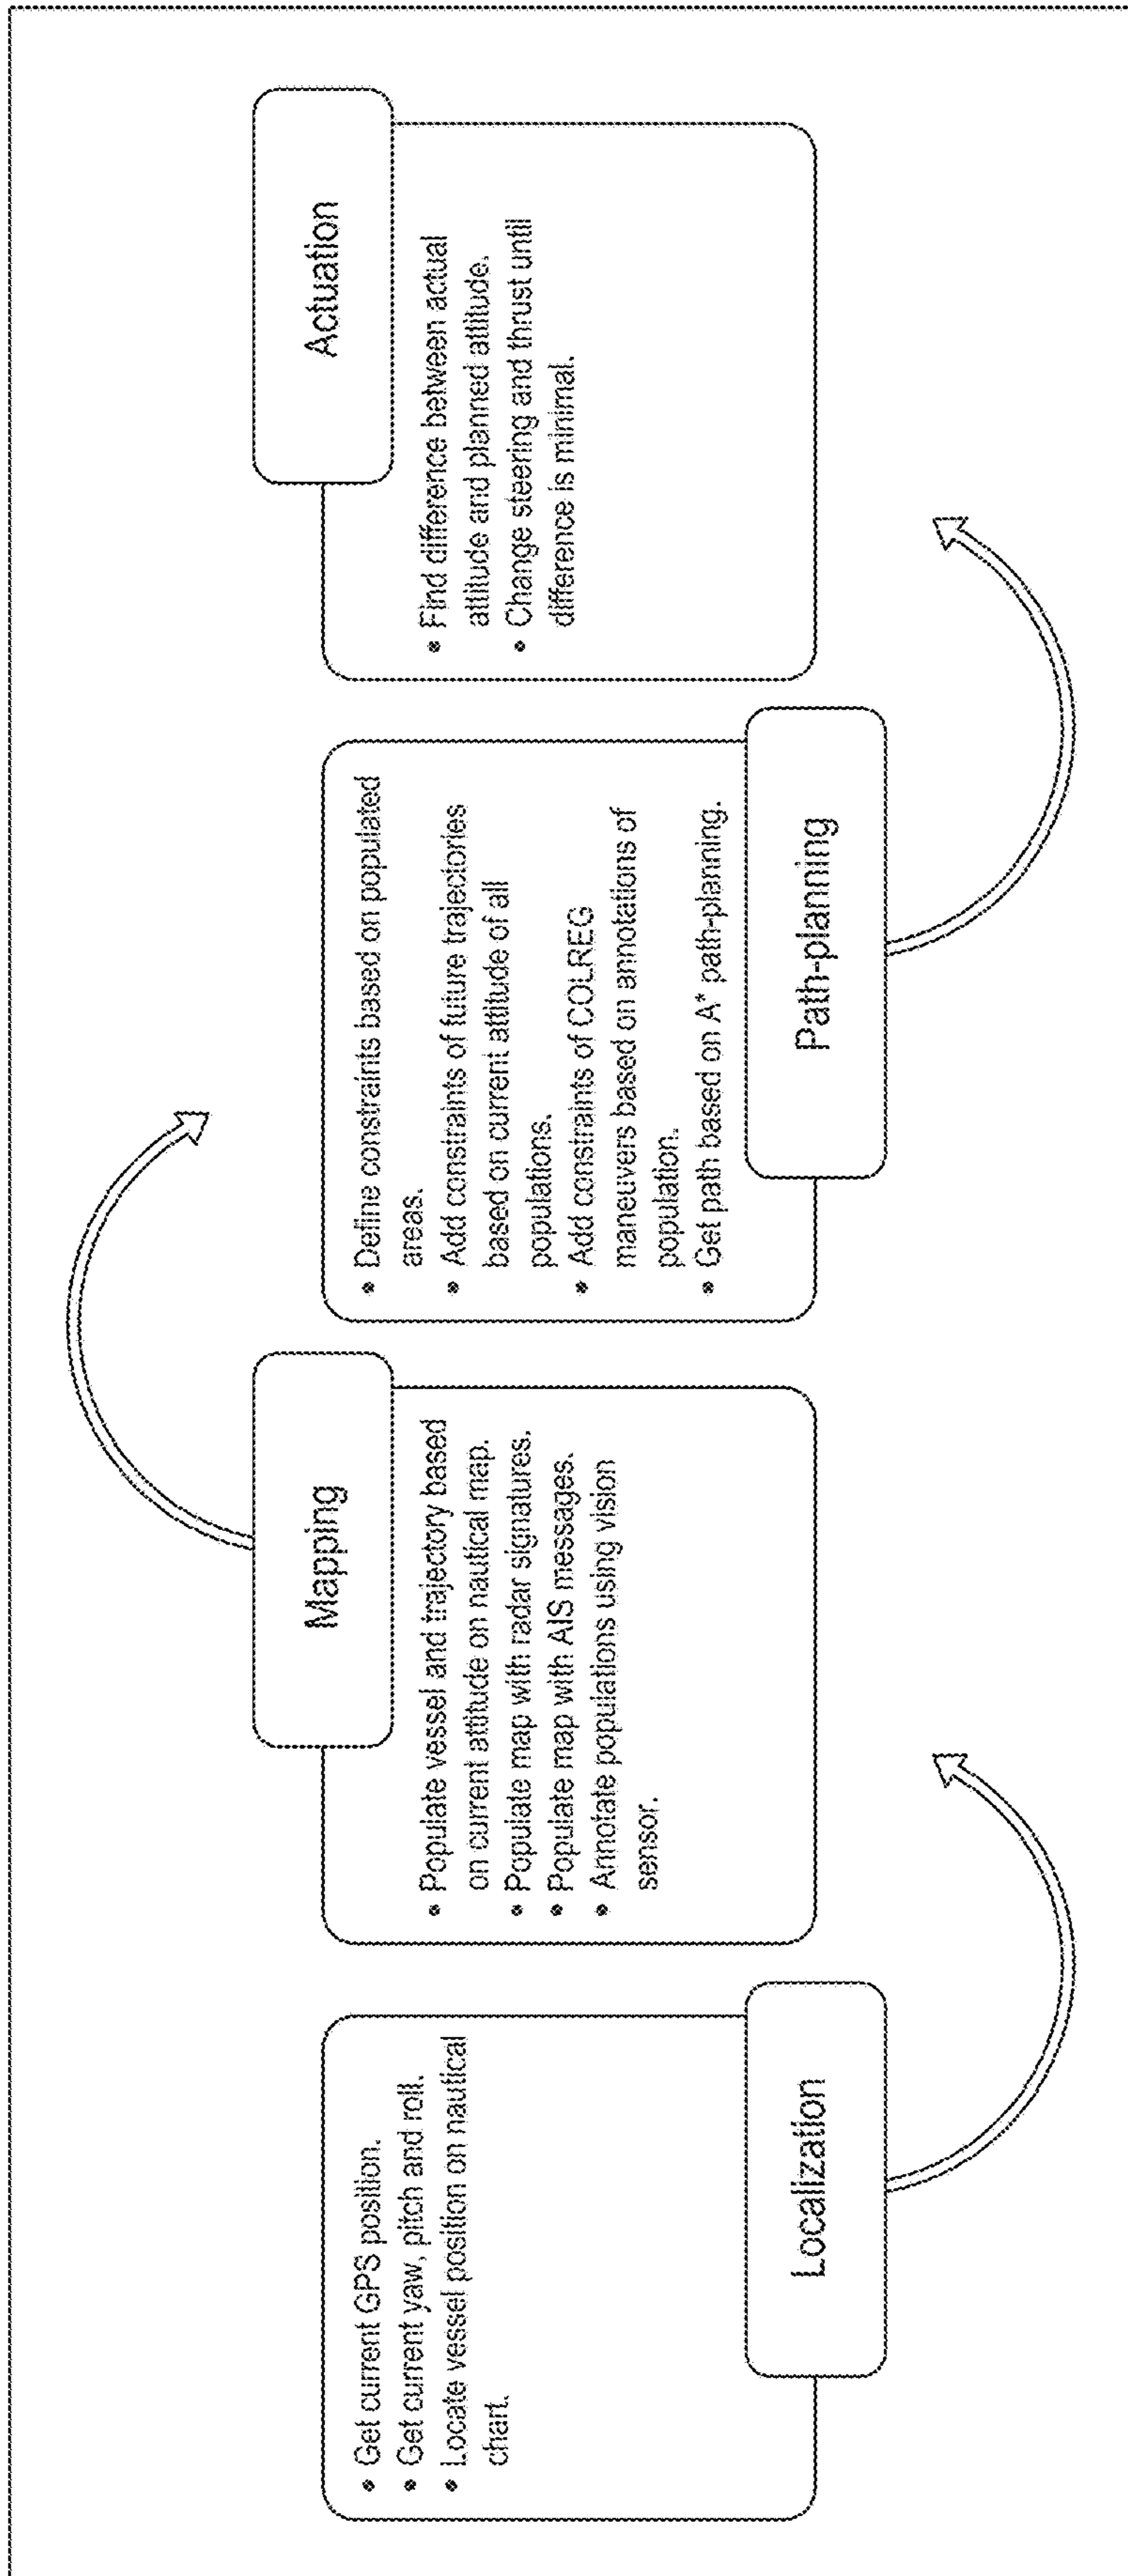 • Get current GPS position.
• Get current yaw, pitch and roll.
• Locate vessel position on nautical
chart.
Localization
Mapping
• Populate vessel and trajectory based
on current attitude on nautical map.
• Populate map with radar signatures.
• Populate map with AIS messages.
• Annotate populations using vision
sensor.
• Define constraints based on populated
areas.
• Add constraints of future trajectories
based on current attitude of all
populations.
• Add constraints of COLREG
maneuvers based on annotations of
population.
• Get path based on A* path-planning.
Path-planning
Actuation
• Find difference between actual
attitude and planned attitude.
• Change steering and thrust until
difference is minimal.